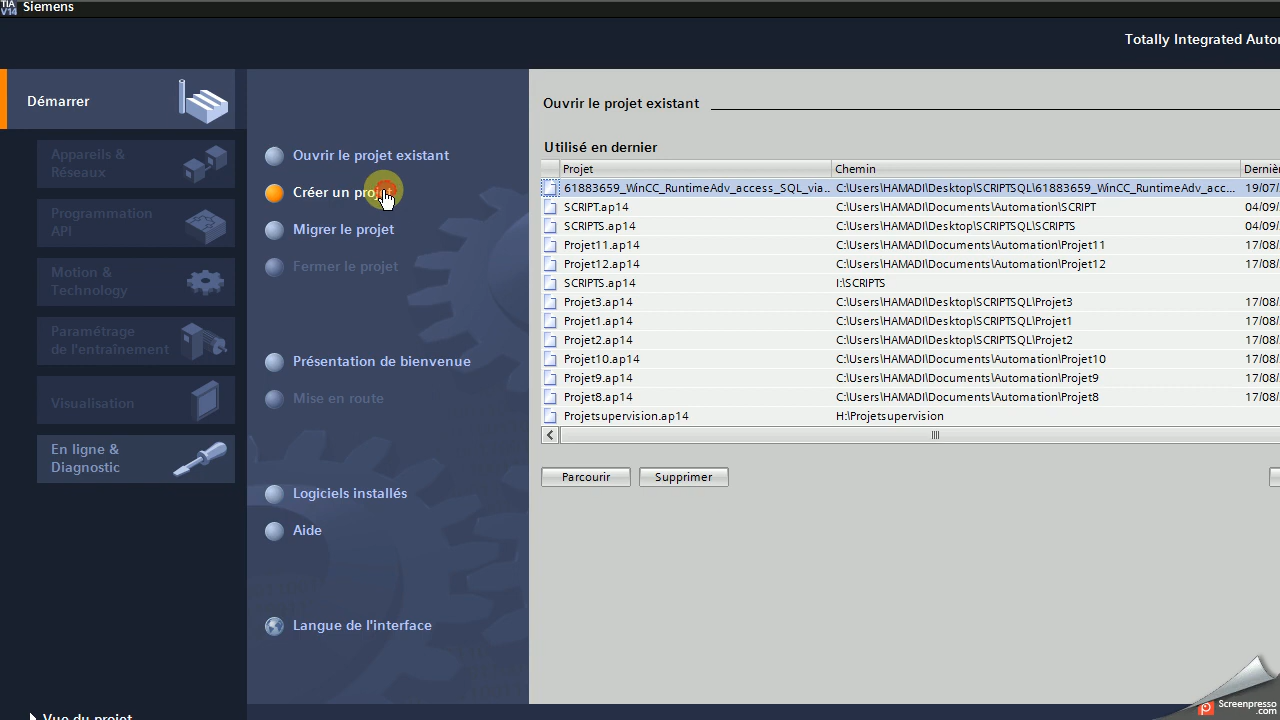 TIA
V14
Siemens
Totally Integrated Auto
Démarrer
Appareils &
Réseaux
Programmation
API
Motion &
Technology
Paramétrage
de l'entraînement
Visualisation
En ligne &
Diagnostic
Vue du projet
Ouvrir le projet existant
Créer un projet
Migrer le projet
Fermer le projet
Présentation de bienvenue
Mise en route
Logiciels installés
Aide
Langue de l'interface
Ouvrir le projet existant
Utilisé en dernier
Projet Chemin Dernière
61883659_WinCC_RuntimeAdv_access_SQL_via... C:\Users\HAMADI\Desktop\SCRIPTSQL\61883659_WinCC_RuntimeAdv_acc... 19/07/
SCRIPT.ap14 C:\Users\HAMADI\Documents\Automation\SCRIPT 04/09/
SCRIPTS.ap14 C:\Users\HAMADI\Desktop\SCRIPTSQL\SCRIPTS 04/09/
Projet11.ap14 C:\Users\HAMADI\Documents\Automation\Projet11 17/08/
Projet12.ap14 C:\Users\HAMADI\Documents\Automation\Projet12 17/08/
SCRIPTS.ap14 I:\SCRIPTS
Projet3.ap14 C:\Users\HAMADI\Desktop\SCRIPTSQL\Projet3 17/08/
Projet1.ap14 C:\Users\HAMADI\Desktop\SCRIPTSQL\Projet1 17/08/
Projet2.ap14 C:\Users\HAMADI\Desktop\SCRIPTSQL\Projet2 17/08/
Projet10.ap14 C:\Users\HAMADI\Documents\Automation\Projet10 17/08/
Projet9.ap14 C:\Users\HAMADI\Documents\Automation\Projet9 17/08/
Projet8.ap14 C:\Users\HAMADI\Documents\Automation\Projet8 17/08/
Projetsupervision.ap14 H:\Projetsupervision
Parcourir Supprimer
Screenpresso
.com